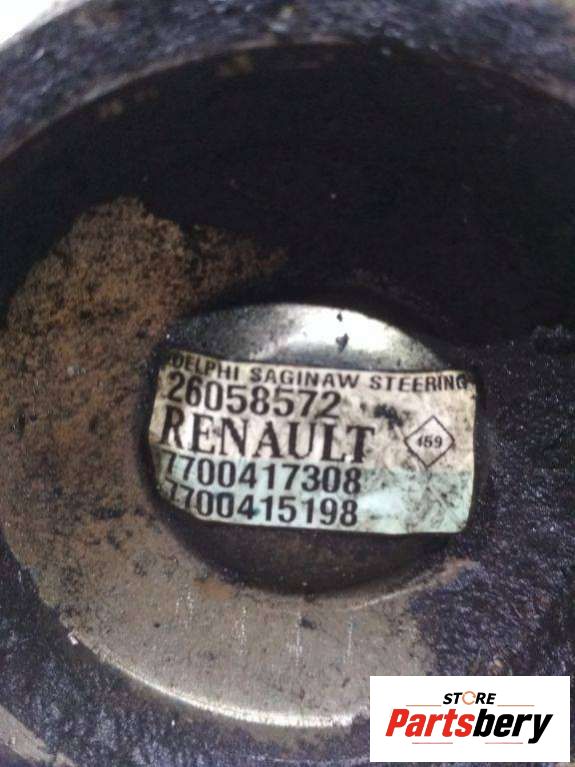 DELPHI SAGINAW STEERING
26058572
RENAULT
459
7700417308
7700415198
STORE
Partsbery